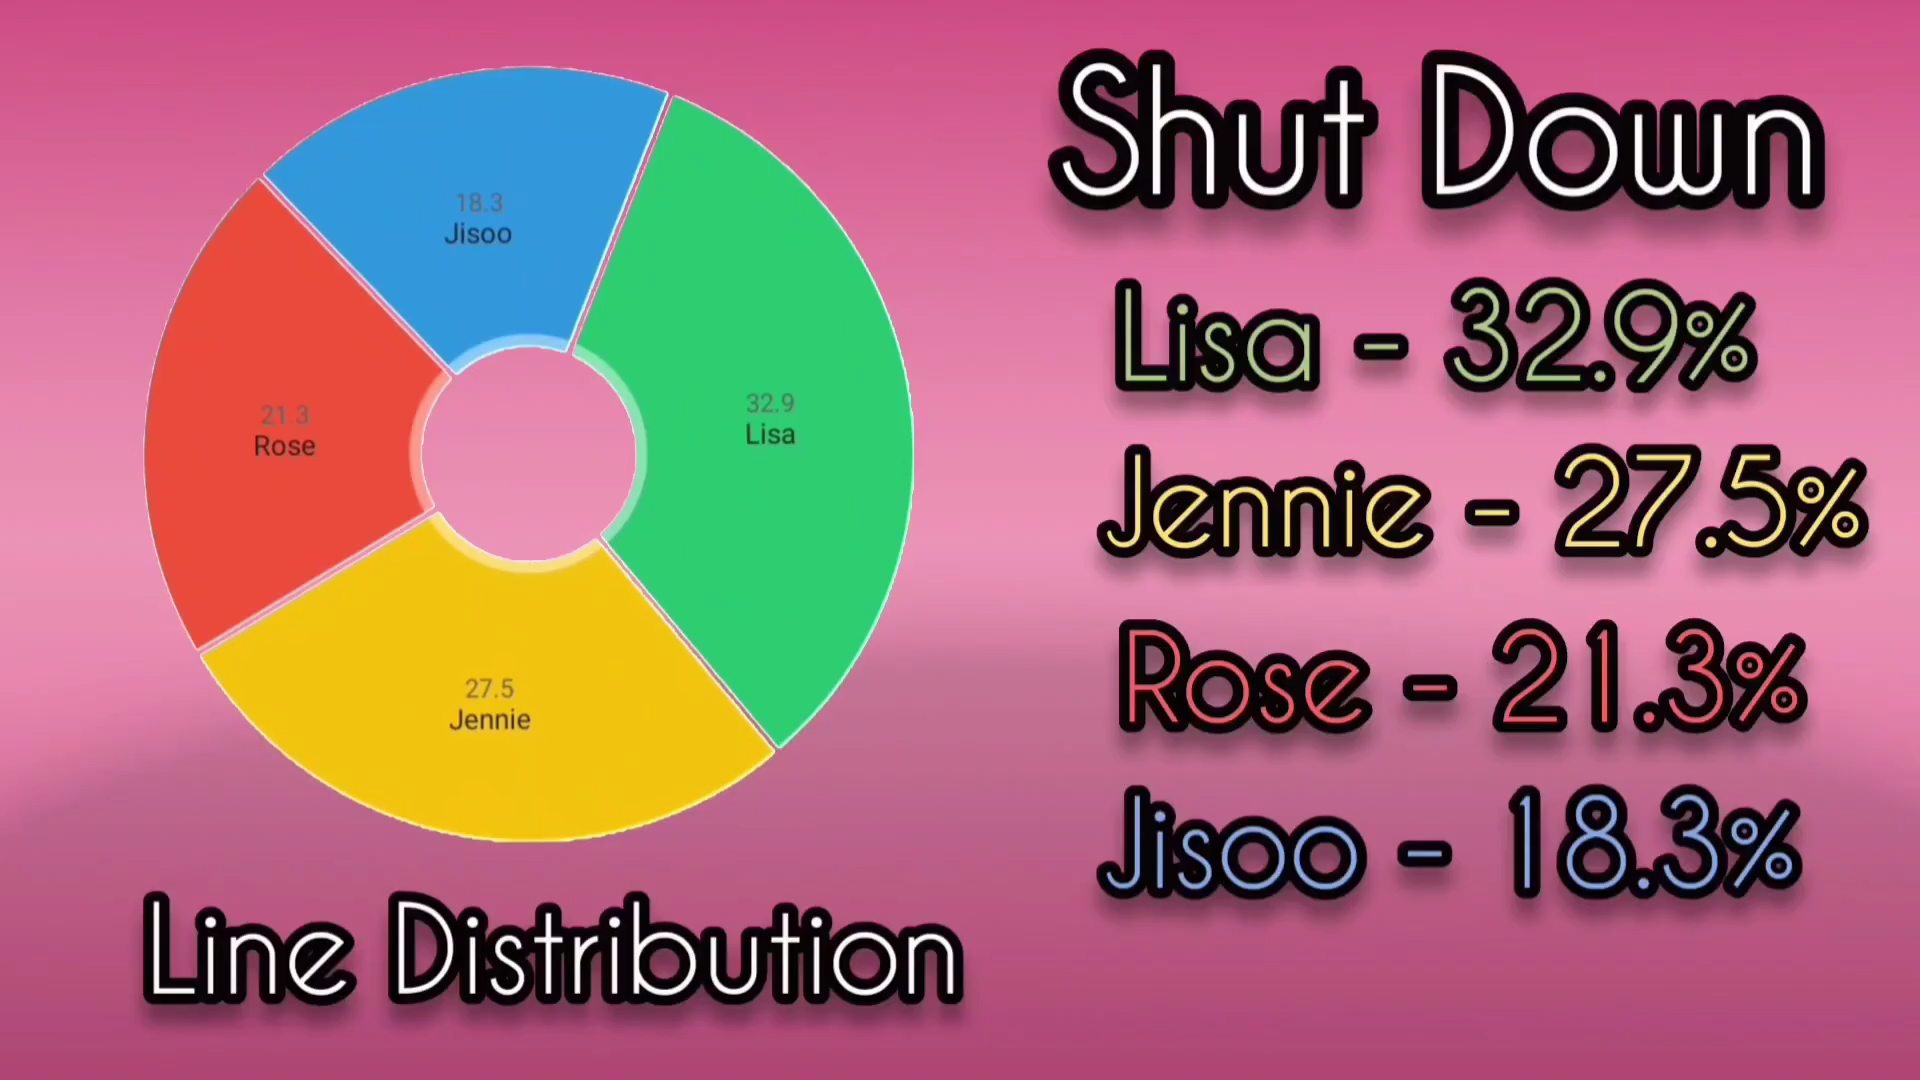 18.3
Jisoo
21.3
Rose
32.9
Lisa
27.5
Jennie
Line Distribution
Shut Down
Lisa - 32.9%
Jennie - 27.5%
Rose - 21.3%
Jisoo - 18.3%